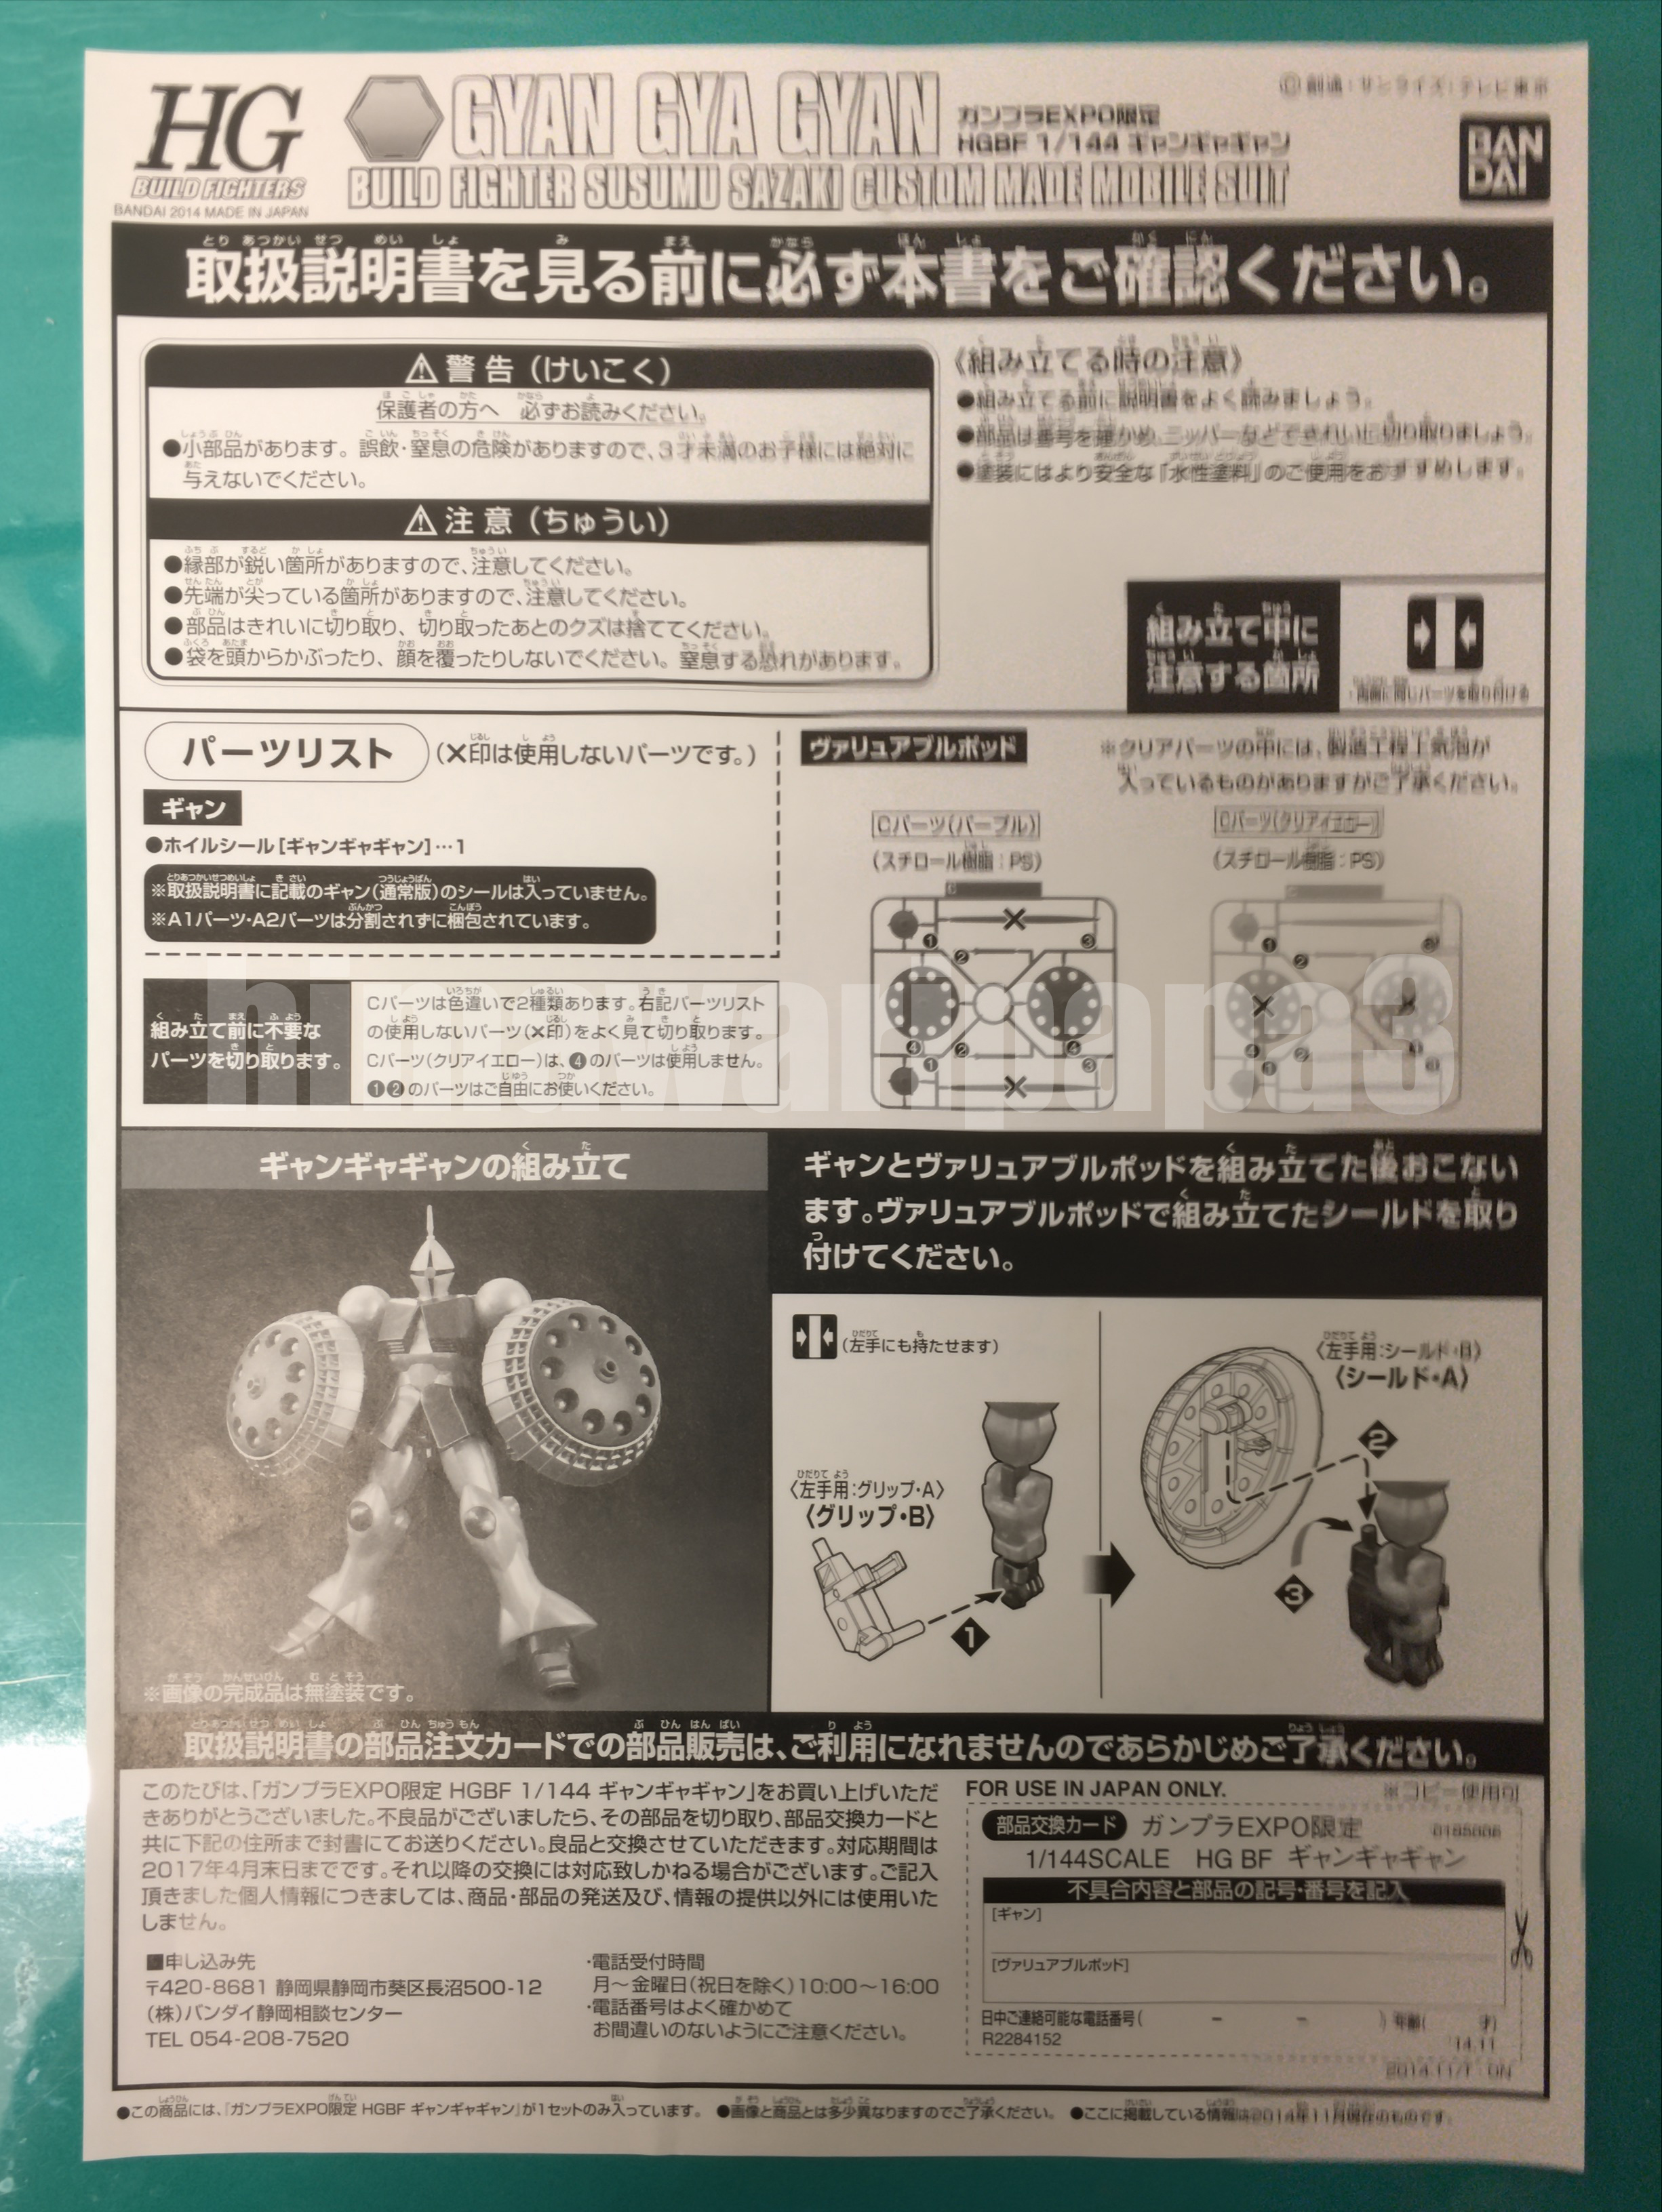 HG
BUILD FIGHTERS
BANDAI 2014 MADE IN JAPAN
GYAN GYA GYAN
ガンプラEXPO限定
HGBF 1/144 ギャンギャギャン
BUILD FIGHTER SUSUMU SAZAKI CUSTOM MADE MOBILE SUIT
©創通・サンライズ・テレビ東京
BAN
DAI
取扱説明書を見る前に必ず本書をご確認ください。
⚠警告(けいこく)
保護者の方へ 必ずお読みください。
●小部品があります。誤飲・窒息の危険がありますので、3才未満のお子様には絶対に
与えないでください。
⚠注意(ちゅうい)
●縁部が鋭い箇所がありますので、注意してください。
●先端が尖っている箇所がありますので、注意してください。
●部品はきれいに切り取り、切り取ったあとのクズは捨ててください。
●袋を頭からかぶったり、顔を覆ったりしないでください。窒息する恐れがあります。
《組み立てる時の注意》
●組み立てる前に説明書をよく読みましょう。
●部品は番号を確かめ、ニッパーなどできれいに切り取りましょう。
●塗装にはより安全な「水性塗料」のご使用をおすすめします。
組み立て中に
注意する箇所
両側に同じパーツを取り付ける
パーツリスト
(✕印は使用しないパーツです。)
ギャン
●ホイルシール[ギャンギャギャン]…1
※取扱説明書に記載のギャン(通常版)のシールは入っていません。
※A1パーツ・A2パーツは分割されずに梱包されています。
組み立て前に不要な
パーツを切り取ります。
Cパーツは色違いで2種類あります。右記パーツリスト
の使用しないパーツ(✕印)をよく見て切り取ります。
Cパーツ(クリアイエロー)は、❹のパーツは使用しません。
❶❷のパーツはご自由にお使いください。
ヴァリュアブルポッド
※クリアパーツの中には、製造工程上気泡が
入っているものがありますがご了承ください。
Cパーツ(パープル)
(スチロール樹脂:PS)
Cパーツ(クリアイエロー)
(スチロール樹脂:PS)
himawaripapa3
ギャンギャギャンの組み立て
※画像の完成品は無塗装です。
ギャンとヴァリュアブルポッドを組み立てた後おこない
ます。ヴァリュアブルポッドで組み立てたシールドを取り
付けてください。
(左手にも持たせます)
〈左手用:グリップ・A〉
〈グリップ・B〉
1
〈左手用:シールド・B〉
〈シールド・A〉
2
3
取扱説明書の部品注文カードでの部品販売は、ご利用になれませんのであらかじめご了承ください。
このたびは、「ガンプラEXPO限定 HGBF 1/144 ギャンギャギャン」をお買い上げいただ
きありがとうございました。不良品がございましたら、その部品を切り取り、部品交換カードと
共に下記の住所まで封書にてお送りください。良品と交換させていただきます。対応期間は
2017年4月末日までです。それ以降の交換には対応致しかねる場合がございます。ご記入
頂きました個人情報につきましては、商品・部品の発送及び、情報の提供以外には使用いた
しません。
■申し込み先
〒420-8681 静岡県静岡市葵区長沼500-12
(株)バンダイ静岡相談センター
TEL 054-208-7520
・電話受付時間
月～金曜日(祝日を除く)10:00～16:00
・電話番号はよく確かめて
お間違いのないようにご注意ください。
FOR USE IN JAPAN ONLY.
※コピー使用可
部品交換カード ガンプラEXPO限定
1/144SCALE HG BF ギャンギャギャン
不具合内容と部品の記号・番号を記入
[ギャン]
[ヴァリュアブルポッド]
日中ご連絡可能な電話番号( － － ) 年齢( 才)
R2284152
14.11
●この商品には、『ガンプラEXPO限定 HGBF ギャンギャギャン』が1セットのみ入っています。 ●画像と商品とは多少異なりますのでご了承ください。 ●ここに掲載している情報は2014年11月現在のものです。